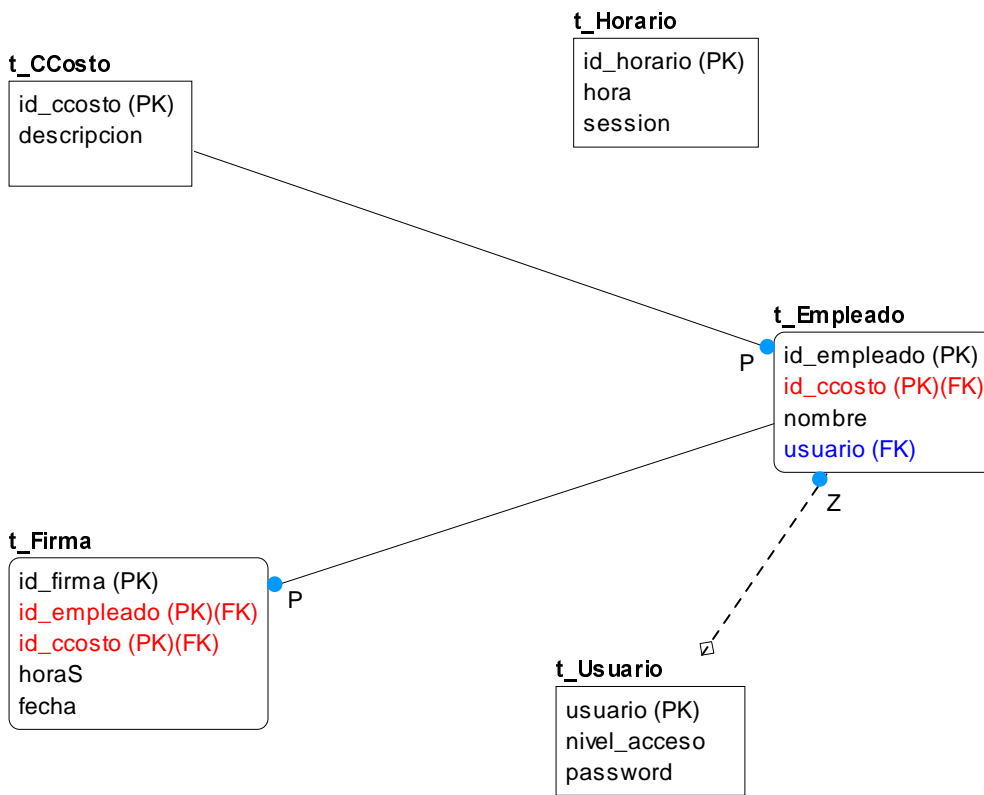 t_Horario
id_horario (PK)
hora
session
t_CCosto
id_ccosto (PK)
descripcion
t_Empleado
id_empleado (PK)
id_ccosto (PK)(FK)
nombre
usuario (FK)
P
Z
t_Firma
id_firma (PK)
id_empleado (PK)(FK)
id_ccosto (PK)(FK)
horaS
fecha
P
t_Usuario
usuario (PK)
nivel_acceso
password